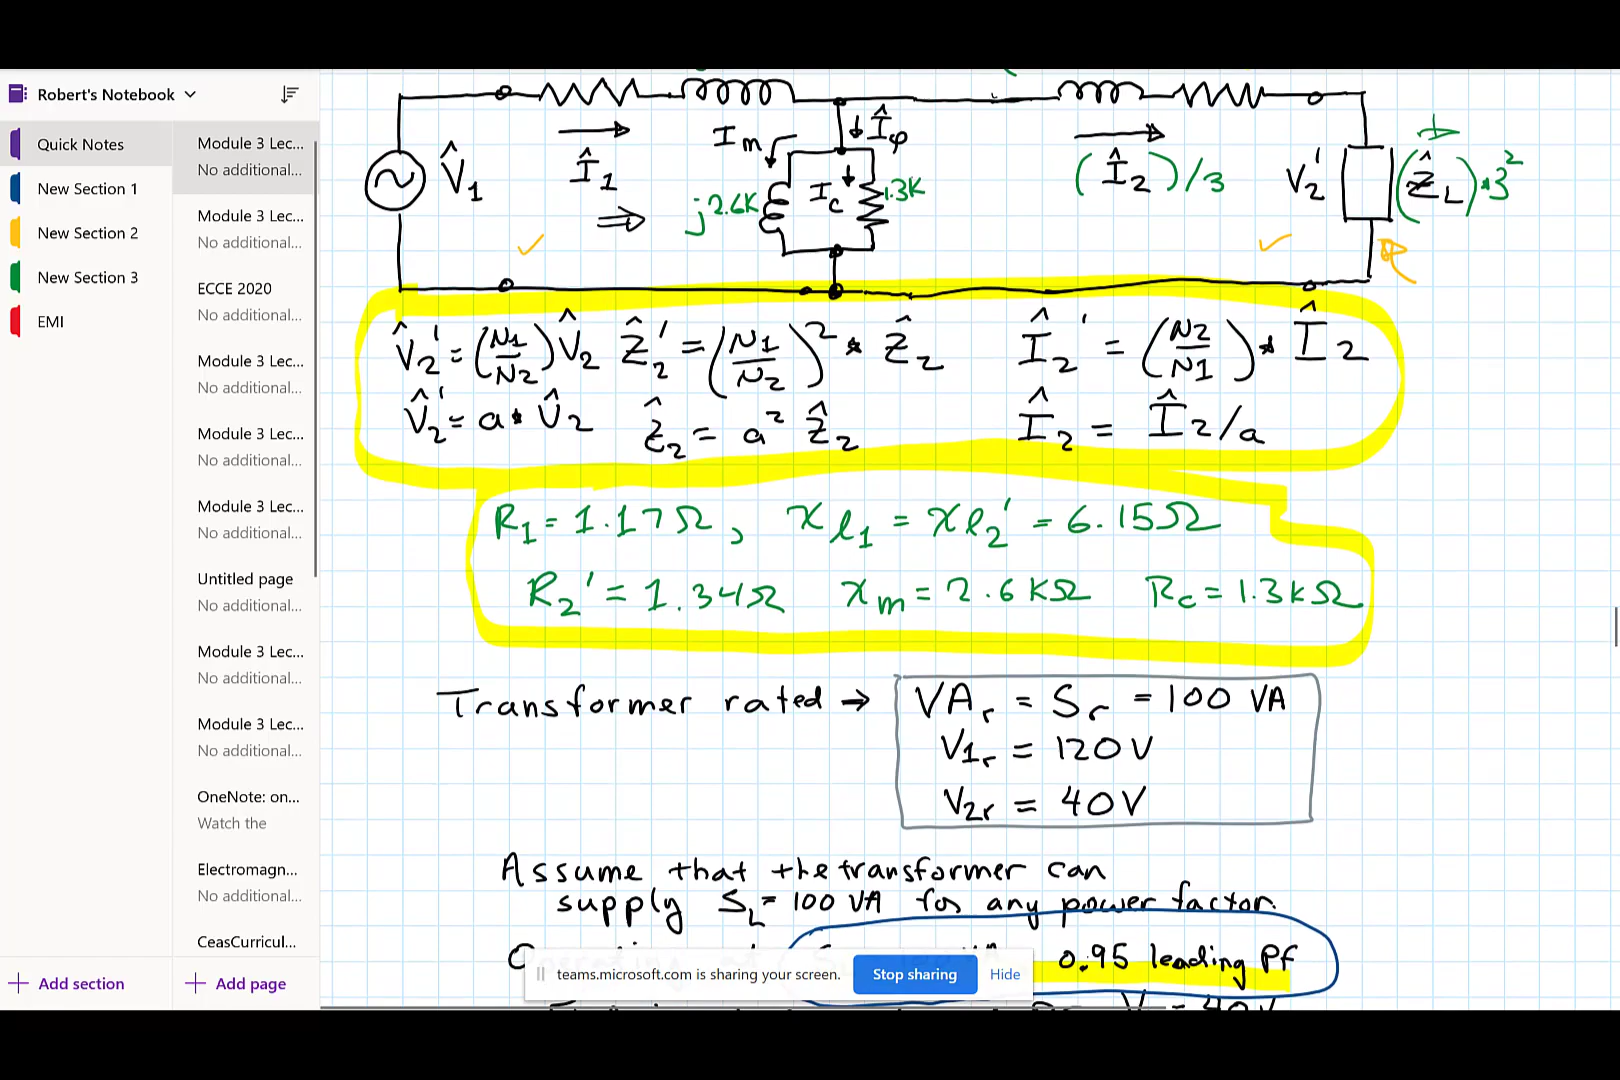 Robert's Notebook
Quick Notes
New Section 1
New Section 2
New Section 3
EMI
Add section
Module 3 Lec...
No additional...
Module 3 Lec...
No additional...
ECCE 2020
No additional...
Module 3 Lec...
No additional...
Module 3 Lec...
No additional...
Module 3 Lec...
No additional...
Untitled page
No additional...
Module 3 Lec...
No additional...
Module 3 Lec...
No additional...
OneNote: on...
Watch the
Electromagn...
No additional...
CeasCurricul...
Add page
V̂1 Î1 Im Îφ
j2.6K Ic 1.3K
(Î2)/3 V2' (ẐL)*3²
V̂2' = (N1/N2) V̂2 Ẑ2' = (N1/N2)² * Ẑ2 Î2' = (N2/N1) * Î2
V̂2' = a * V̂2 Ẑ2 = a² Ẑ2 Î2 = Î2/a
R1 = 1.17Ω, xℓ1 = xℓ2' = 6.15Ω
R2' = 1.34Ω xm = 2.6KΩ Rc = 1.3kΩ
Transformer rated → VAr = Sr = 100 VA
V1r = 120V
V2r = 40V
Assume that the transformer can
supply SL = 100 VA for any power factor.
0.95 leading Pf
teams.microsoft.com is sharing your screen. Stop sharing Hide
= 40V